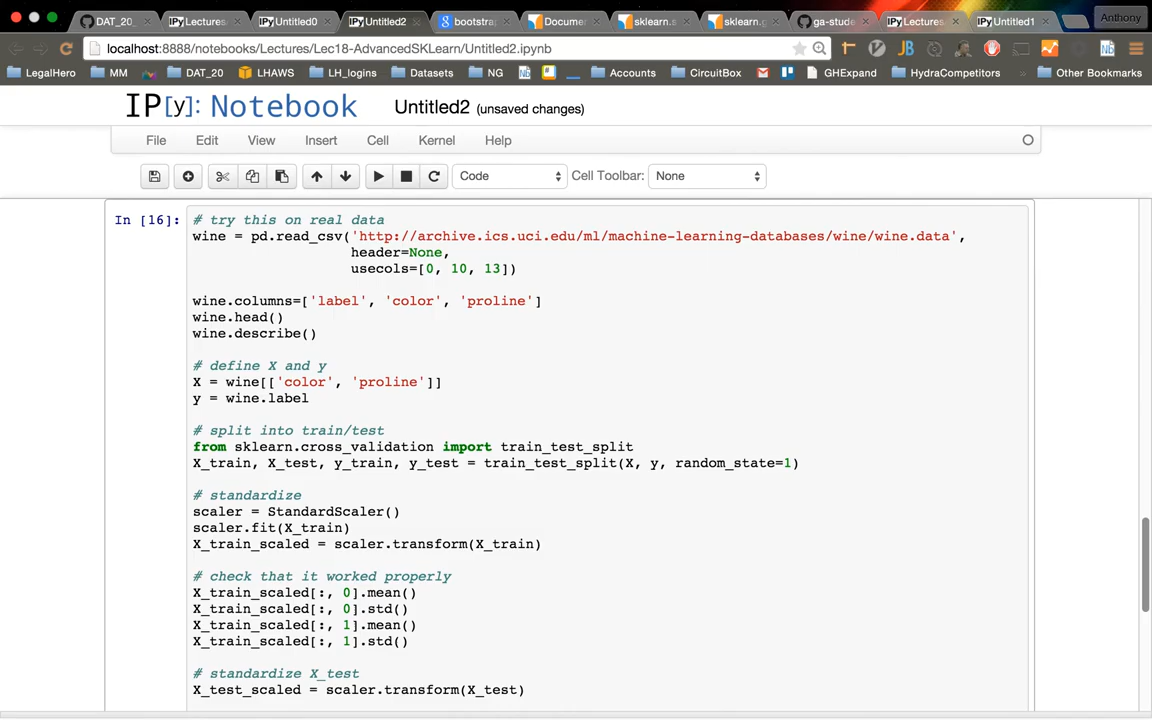 DAT_20_
IPy Lectures
IPy Untitled0
IPy Untitled2
bootstrap
Docume
sklearn.s
sklearn.g
ga-stude
IPy Lectures
IPy Untitled1
Anthony
localhost:8888/notebooks/Lectures/Lec18-AdvancedSKLearn/Untitled2.ipynb
LegalHero MM DAT_20 LHAWS LH_logins Datasets NG Nb Accounts CircuitBox GHExpand HydraCompetitors » Other Bookmarks
IP[y]: Notebook Untitled2 (unsaved changes)
File Edit View Insert Cell Kernel Help
Code Cell Toolbar: None
In [16]: # try this on real data
wine = pd.read_csv('http://archive.ics.uci.edu/ml/machine-learning-databases/wine/wine.data',
header=None,
usecols=[0, 10, 13])
wine.columns=['label', 'color', 'proline']
wine.head()
wine.describe()
# define X and y
X = wine[['color', 'proline']]
y = wine.label
# split into train/test
from sklearn.cross_validation import train_test_split
X_train, X_test, y_train, y_test = train_test_split(X, y, random_state=1)
# standardize
scaler = StandardScaler()
scaler.fit(X_train)
X_train_scaled = scaler.transform(X_train)
# check that it worked properly
X_train_scaled[:, 0].mean()
X_train_scaled[:, 0].std()
X_train_scaled[:, 1].mean()
X_train_scaled[:, 1].std()
# standardize X_test
X_test_scaled = scaler.transform(X_test)